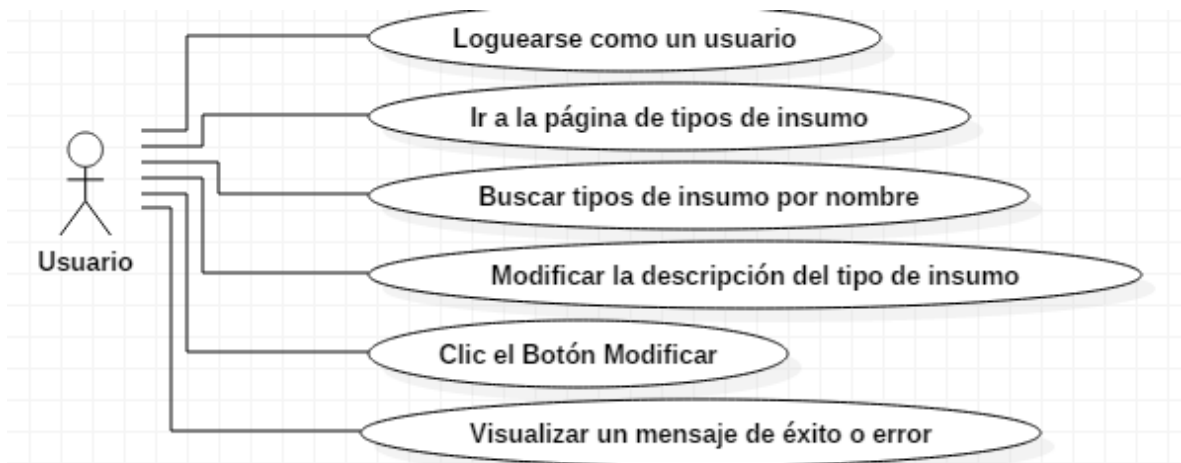 Loguearse como un usuario
Ir a la página de tipos de insumo
Buscar tipos de insumo por nombre
Usuario
Modificar la descripción del tipo de insumo
Clic el Botón Modificar
Visualizar un mensaje de éxito o error